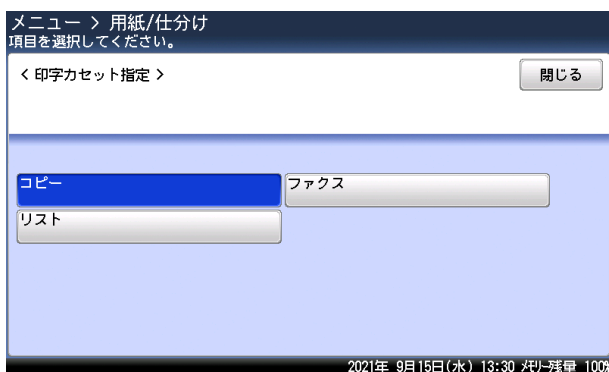 メニュー > 用紙/仕分け
項目を選択してください。
<印字カセット指定>
閉じる
コピー
ファクス
リスト
2021年 9月15日(水) 13:30 メモリー残量 100%